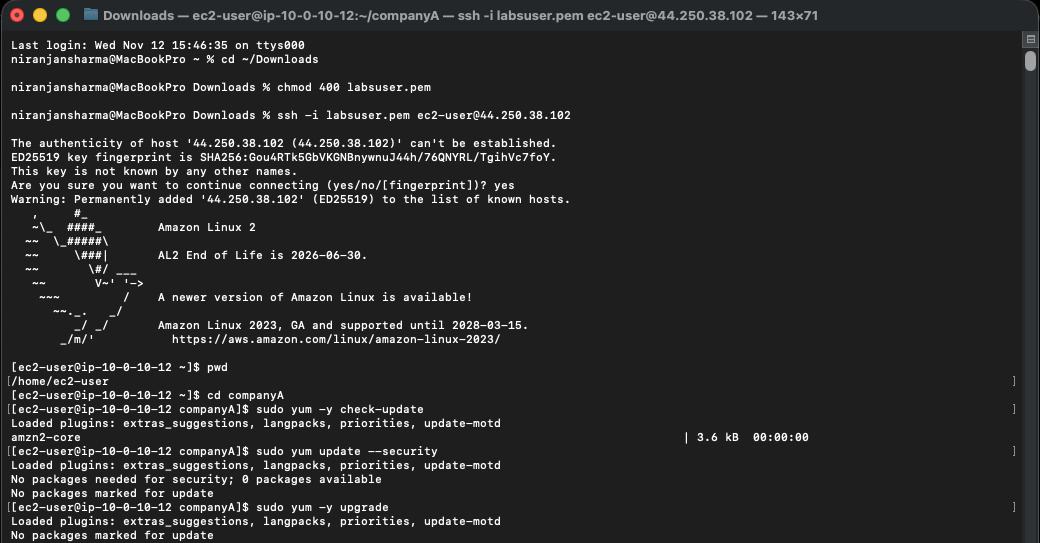 Downloads — ec2-user@ip-10-0-10-12:~/companyA — ssh -i labsuser.pem ec2-user@44.250.38.102 — 143×71
Last login: Wed Nov 12 15:46:35 on ttys000
niranjansharma@MacBookPro ~ % cd ~/Downloads
niranjansharma@MacBookPro Downloads % chmod 400 labsuser.pem
niranjansharma@MacBookPro Downloads % ssh -i labsuser.pem ec2-user@44.250.38.102
The authenticity of host '44.250.38.102 (44.250.38.102)' can't be established.
ED25519 key fingerprint is SHA256:Gou4RTk5GbVKGNBnywnuJ44h/76QNYRL/TgihVc7foY.
This key is not known by any other names.
Are you sure you want to continue connecting (yes/no/[fingerprint])? yes
Warning: Permanently added '44.250.38.102' (ED25519) to the list of known hosts.
   ,     #_
   ~\_  ####_        Amazon Linux 2
  ~~  \_#####\
  ~~     \###|       AL2 End of Life is 2026-06-30.
  ~~       \#/ ___
   ~~       V~' '->
    ~~~         /    A newer version of Amazon Linux is available!
      ~~._.   _/
         _/ _/       Amazon Linux 2023, GA and supported until 2028-03-15.
       _/m/'           https://aws.amazon.com/linux/amazon-linux-2023/
[ec2-user@ip-10-0-10-12 ~]$ pwd
[/home/ec2-user ]
[ec2-user@ip-10-0-10-12 ~]$ cd companyA
[[ec2-user@ip-10-0-10-12 companyA]$ sudo yum -y check-update ]
Loaded plugins: extras_suggestions, langpacks, priorities, update-motd
amzn2-core | 3.6 kB 00:00:00
[[ec2-user@ip-10-0-10-12 companyA]$ sudo yum update --security ]
Loaded plugins: extras_suggestions, langpacks, priorities, update-motd
No packages needed for security; 0 packages available
No packages marked for update
[[ec2-user@ip-10-0-10-12 companyA]$ sudo yum -y upgrade ]
Loaded plugins: extras_suggestions, langpacks, priorities, update-motd
No packages marked for update